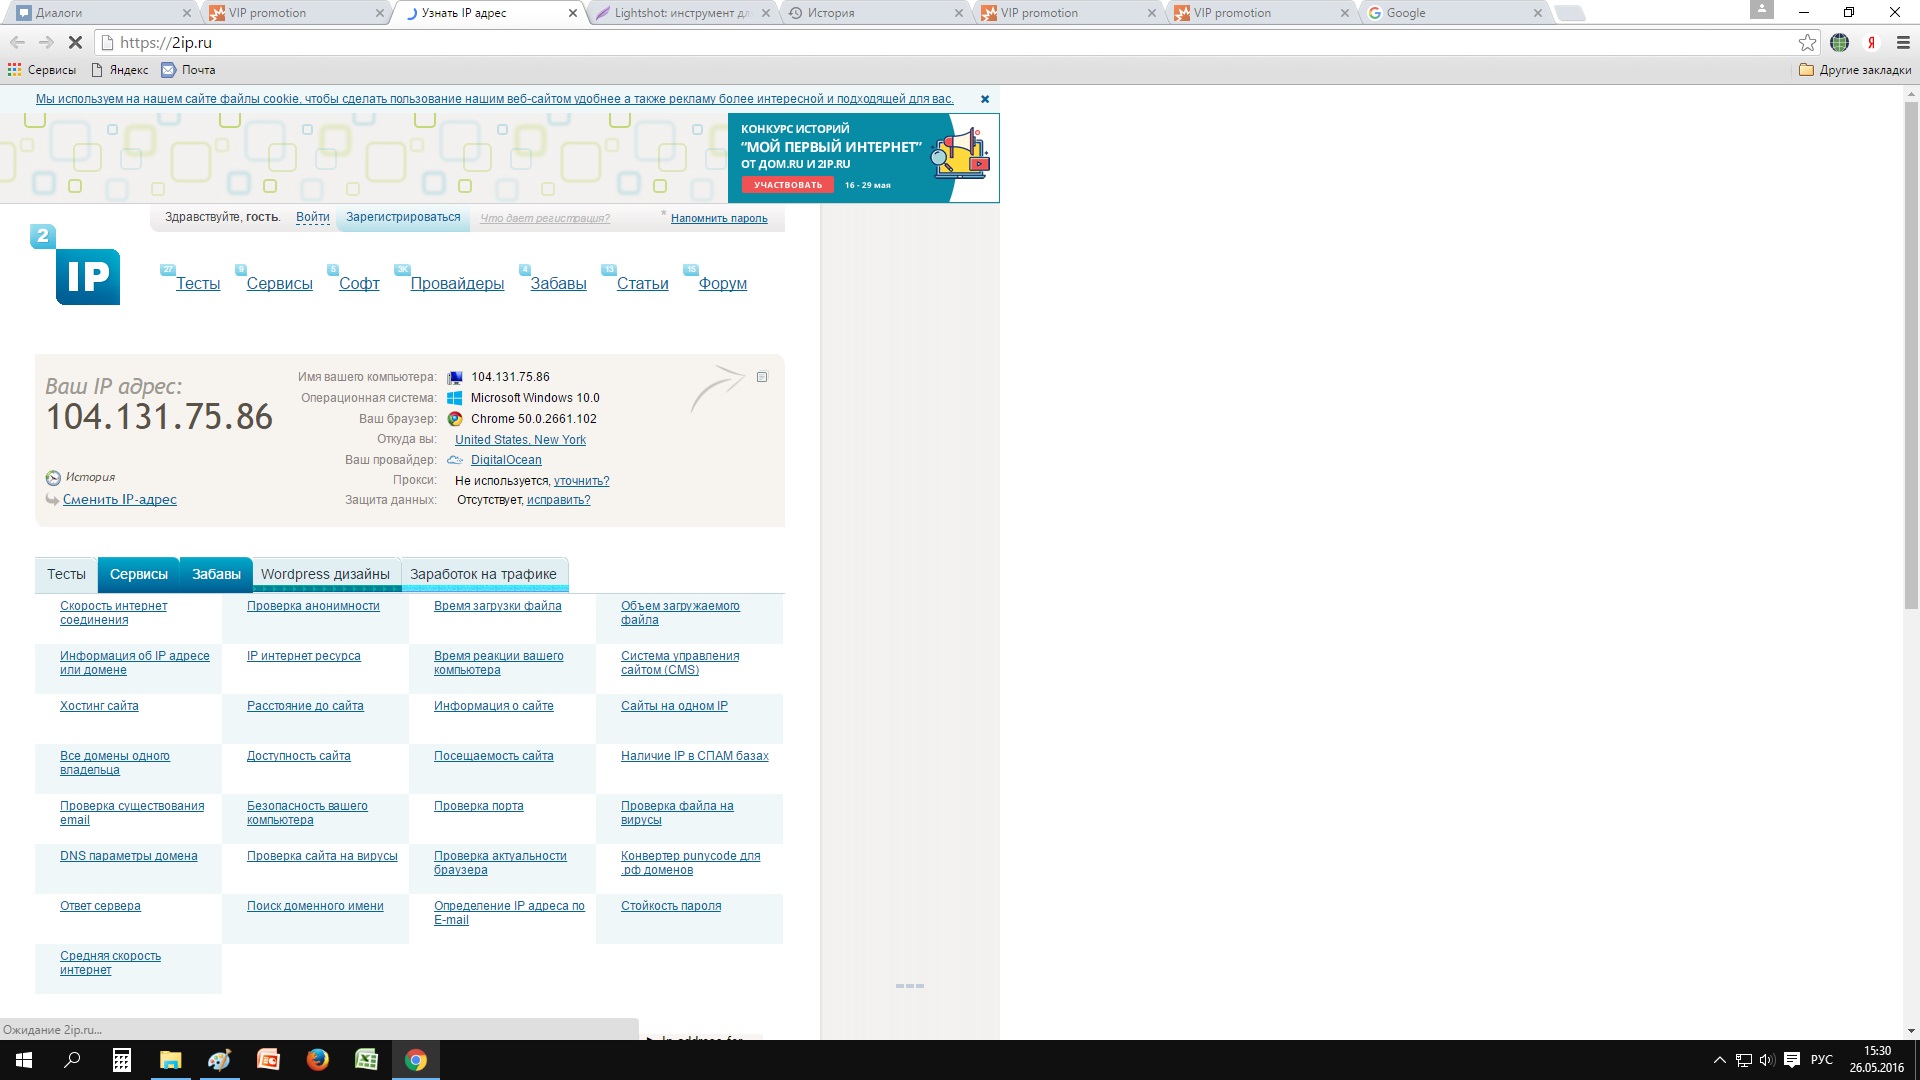 Диалоги
VIP promotion
Узнать IP адрес
Lightshot: инструмент дл
История
VIP promotion
VIP promotion
Google
https://2ip.ru
Сервисы
Яндекс
Почта
Другие закладки
Мы используем на нашем сайте файлы cookie, чтобы сделать пользование нашим веб-сайтом удобнее а также рекламу более интересной и подходящей для вас.
КОНКУРС ИСТОРИЙ
“МОЙ ПЕРВЫЙ ИНТЕРНЕТ”
ОТ ДОМ.RU И 2IP.RU
УЧАСТВОВАТЬ 16 - 29 мая
Здравствуйте, гость. Войти Зарегистрироваться Что дает регистрация? * Напомнить пароль
2
IP
27 Тесты 9 Сервисы 5 Софт 3K Провайдеры 4 Забавы 13 Статьи 15 Форум
Ваш IP адрес:
104.131.75.86
История
Сменить IP-адрес
Имя вашего компьютера: 104.131.75.86
Операционная система: Microsoft Windows 10.0
Ваш браузер: Chrome 50.0.2661.102
Откуда вы: United States, New York
Ваш провайдер: DigitalOcean
Прокси: Не используется, уточнить?
Защита данных: Отсутствует, исправить?
Тесты Сервисы Забавы Wordpress дизайны Заработок на трафике
Скорость интернет
соединения
Проверка анонимности
Время загрузки файла
Объем загружаемого
файла
Информация об IP адресе
или домене
IP интернет ресурса
Время реакции вашего
компьютера
Система управления
сайтом (CMS)
Хостинг сайта
Расстояние до сайта
Информация о сайте
Сайты на одном IP
Все домены одного
владельца
Доступность сайта
Посещаемость сайта
Наличие IP в СПАМ базах
Проверка существования
email
Безопасность вашего
компьютера
Проверка порта
Проверка файла на
вирусы
DNS параметры домена
Проверка сайта на вирусы
Проверка актуальности
браузера
Конвертер punycode для
.рф доменов
Ответ сервера
Поиск доменного имени
Определение IP адреса по
E-mail
Стойкость пароля
Средняя скорость
интернет
Ожидание 2ip.ru...
РУС
15:30
26.05.2016